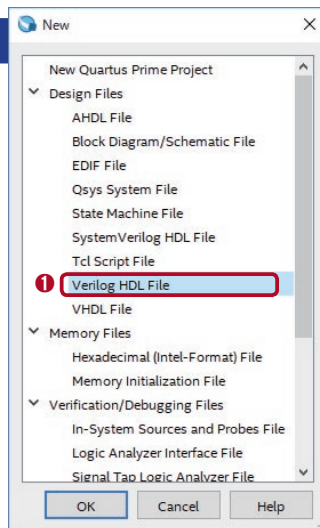 New
New Quartus Prime Project
Design Files
AHDL File
Block Diagram/Schematic File
EDIF File
Qsys System File
State Machine File
SystemVerilog HDL File
Tcl Script File
1 Verilog HDL File
VHDL File
Memory Files
Hexadecimal (Intel-Format) File
Memory Initialization File
Verification/Debugging Files
In-System Sources and Probes File
Logic Analyzer Interface File
Signal Tap Logic Analyzer File
OK Cancel Help